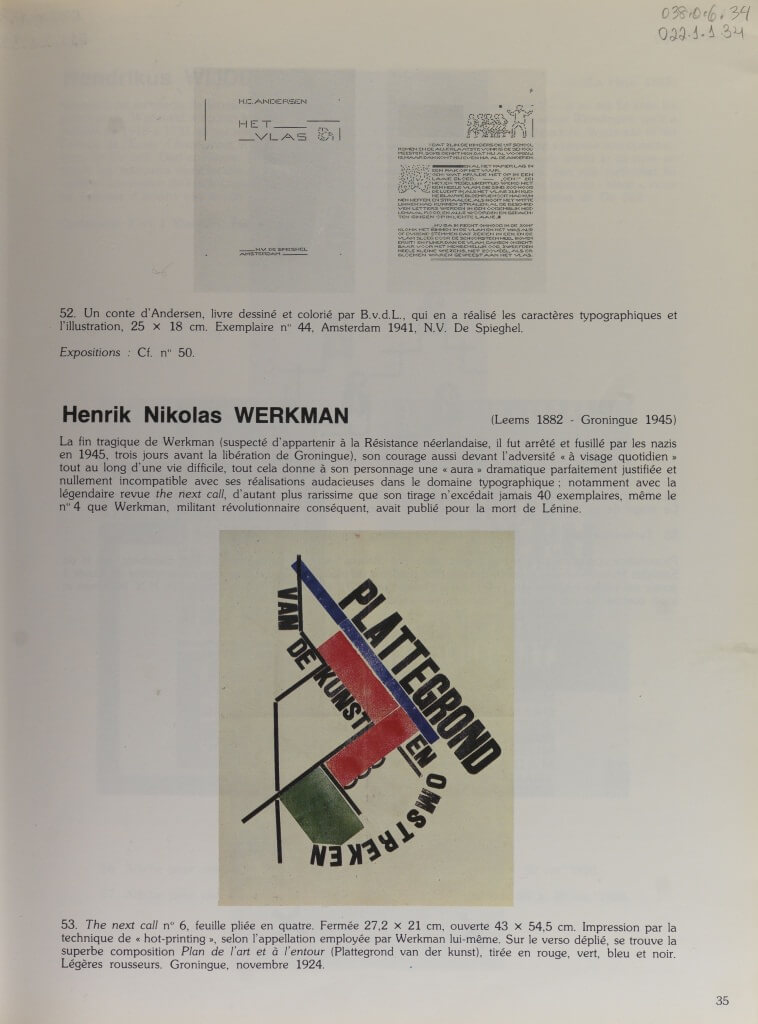 038.0.6.34
022.1.1.34
H.C. ANDERSEN
HET
VLAS
N.V. DE SPIEGHEL
AMSTERDAM
52. Un conte d'Andersen, livre dessiné et colorié par B.v.d.L., qui en a réalisé les caractères typographiques et
l'illustration, 25 × 18 cm. Exemplaire n° 44, Amsterdam 1941, N.V. De Spieghel.
Expositions : Cf. n° 50.
Henrik Nikolas WERKMAN
(Leems 1882 - Groningue 1945)
La fin tragique de Werkman (suspecté d'appartenir à la Résistance néerlandaise, il fut arrêté et fusillé par les nazis
en 1945, trois jours avant la libération de Groningue), son courage aussi devant l'adversité « à visage quotidien »
tout au long d'une vie difficile, tout cela donne à son personnage une « aura » dramatique parfaitement justifiée et
nullement incompatible avec ses réalisations audacieuses dans le domaine typographique ; notamment avec la
légendaire revue the next call, d'autant plus rarissime que son tirage n'excédait jamais 40 exemplaires, même le
n° 4 que Werkman, militant révolutionnaire conséquent, avait publié pour la mort de Lénine.
PLATTEGROND
VAN DE KUNST EN OMSTREKEN
53. The next call n° 6, feuille pliée en quatre. Fermée 27,2 × 21 cm, ouverte 43 × 54,5 cm. Impression par la
technique de « hot-printing », selon l'appellation employée par Werkman lui-même. Sur le verso déplié, se trouve la
superbe composition Plan de l'art et à l'entour (Plattegrond van der kunst), tirée en rouge, vert, bleu et noir.
Légères rousseurs. Groningue, novembre 1924.
35